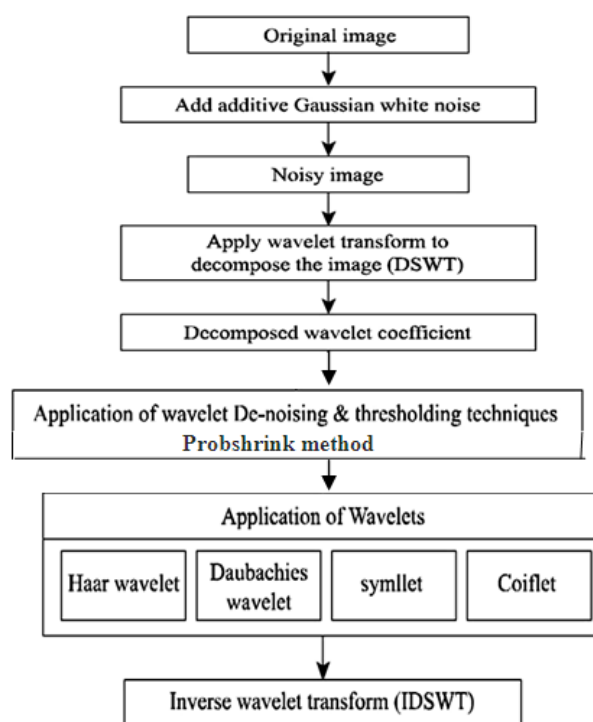 Original image
Add additive Gaussian white noise
Noisy image
Apply wavelet transform to
decompose the image (DSWT)
Decomposed wavelet coefficient
Application of wavelet De-noising & thresholding techniques
Probshrink method
Application of Wavelets
Haar wavelet
Daubachies
wavelet
symllet
Coiflet
Inverse wavelet transform (IDSWT)